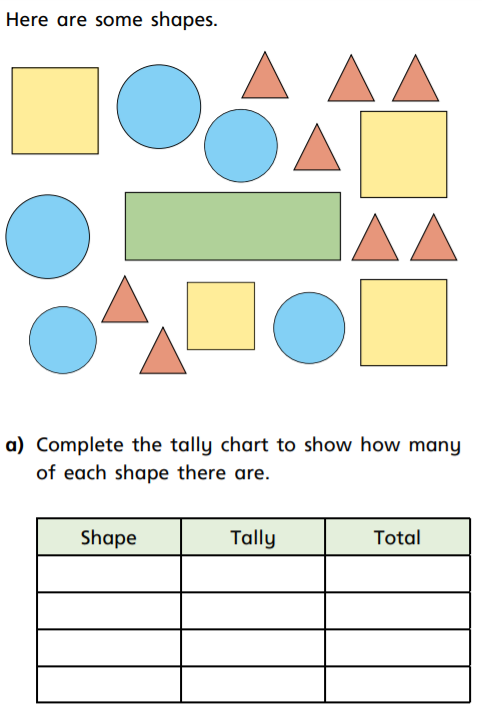 Here are some shapes.
a) Complete the tally chart to show how many
of each shape there are.
Shape Tally Total